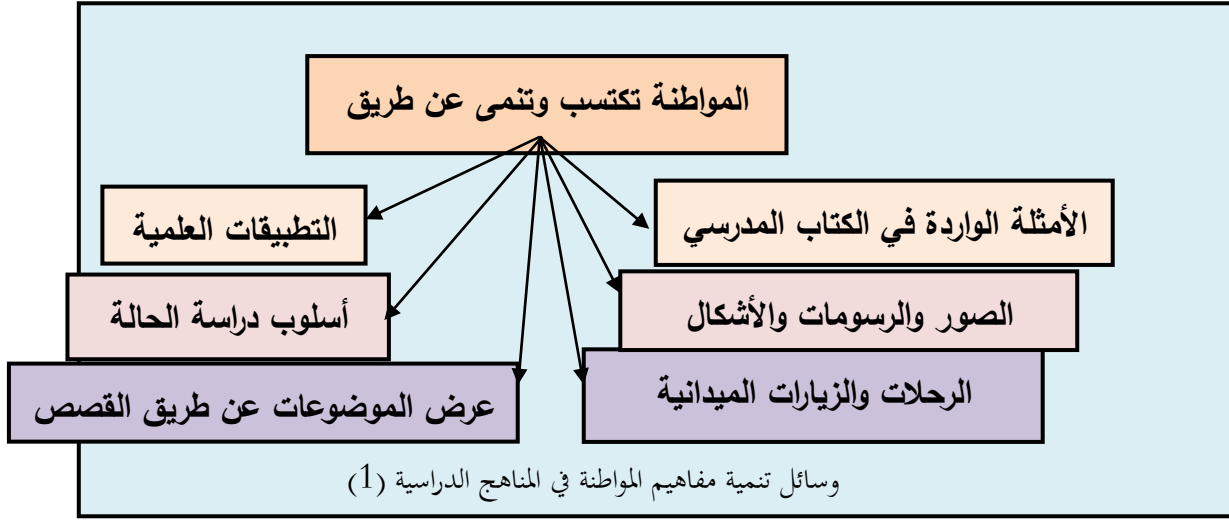 المواطنة تكتسب وتنمى عن طريق
الأمثلة الواردة في الكتاب المدرسي
التطبيقات العلمية
الصور والرسومات والأشكال
أسلوب دراسة الحالة
الرحلات والزيارات الميدانية
عرض الموضوعات عن طريق القصص
وسائل تنمية مفاهيم المواطنة في المناهج الدراسية (1)